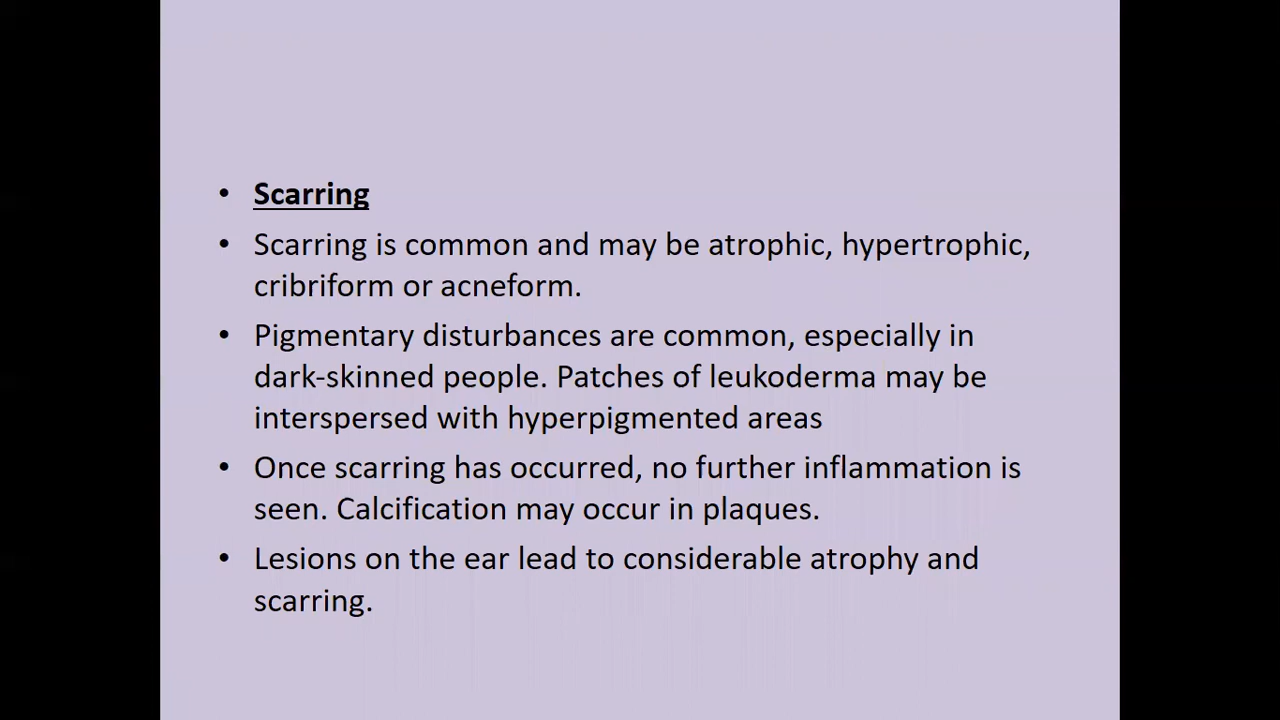 • Scarring
• Scarring is common and may be atrophic, hypertrophic,
cribriform or acneform.
• Pigmentary disturbances are common, especially in
dark-skinned people. Patches of leukoderma may be
interspersed with hyperpigmented areas
• Once scarring has occurred, no further inflammation is
seen. Calcification may occur in plaques.
• Lesions on the ear lead to considerable atrophy and
scarring.